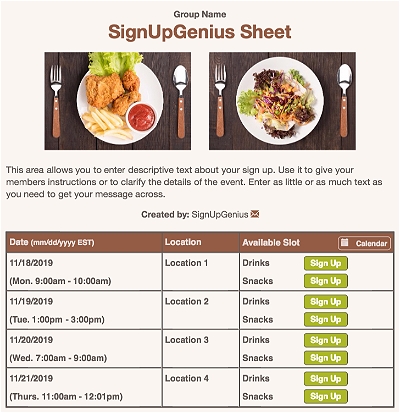 Group Name
SignUpGenius Sheet
This area allows you to enter descriptive text about your sign up. Use it to give your
members instructions or to clarify the details of the event. Enter as little or as much text as
you need to get your message across.
Created by: SignUpGenius
Date (mm/dd/yyyy EST) Location Available Slot Calendar
11/18/2019 Location 1 Drinks Sign Up
(Mon. 9:00am - 10:00am) Snacks Sign Up
11/19/2019 Location 2 Drinks Sign Up
(Tue. 1:00pm - 3:00pm) Snacks Sign Up
11/20/2019 Location 3 Drinks Sign Up
(Wed. 7:00am - 9:00am) Snacks Sign Up
11/21/2019 Location 4 Drinks Sign Up
(Thurs. 11:00am - 12:01pm) Snacks Sign Up